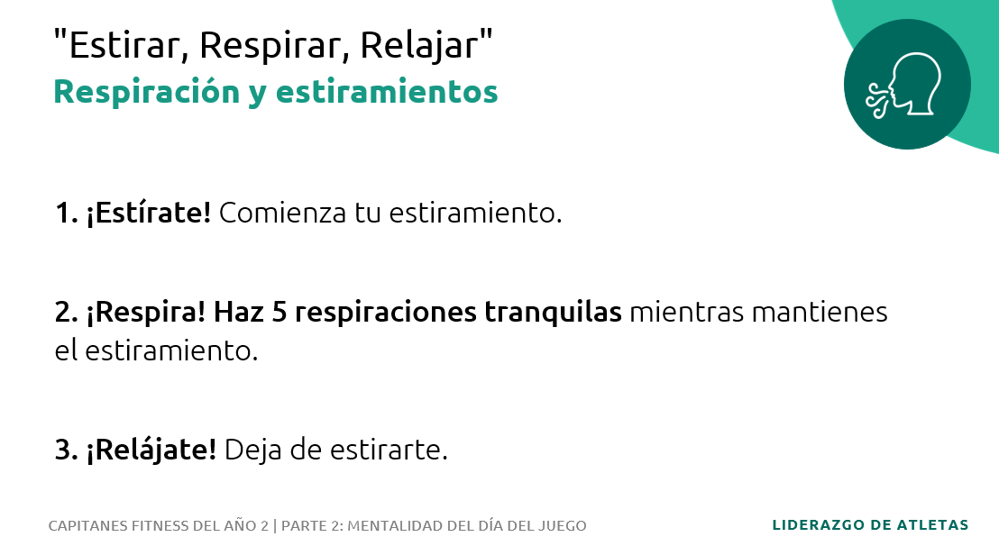 "Estirar, Respirar, Relajar"
Respiración y estiramientos
1. ¡Estírate! Comienza tu estiramiento.
2. ¡Respira! Haz 5 respiraciones tranquilas mientras mantienes
el estiramiento.
3. ¡Relájate! Deja de estirarte.
CAPITANES FITNESS DEL AÑO 2 | PARTE 2: MENTALIDAD DEL DÍA DEL JUEGO
LIDERAZGO DE ATLETAS